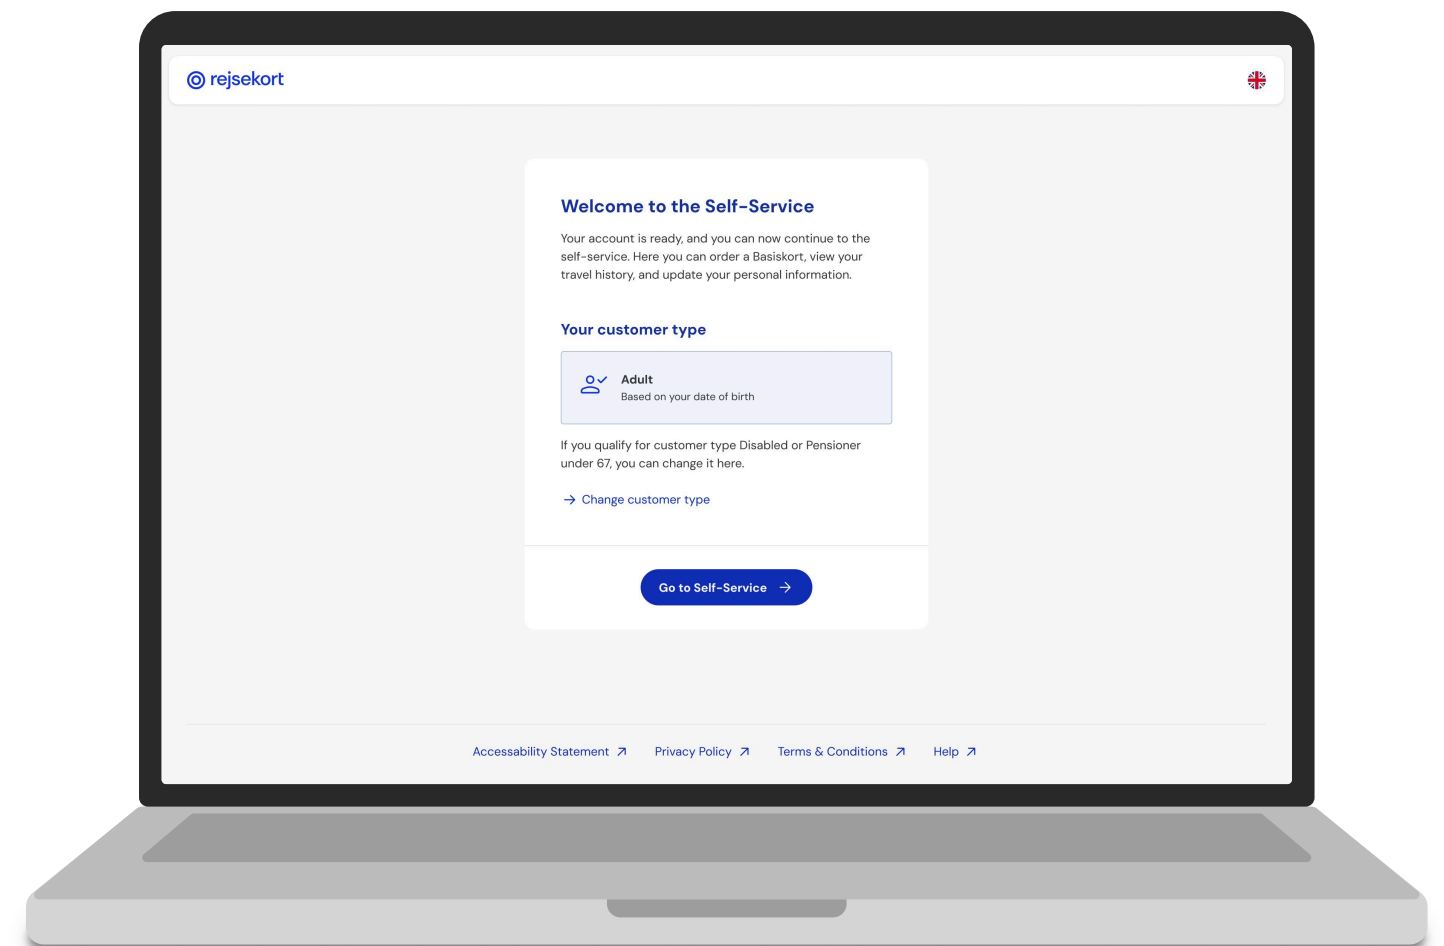 rejsekort
Welcome to the Self-Service
Your account is ready, and you can now continue to the
self-service. Here you can order a Basiskort, view your
travel history, and update your personal information.
Your customer type
Adult
Based on your date of birth
If you qualify for customer type Disabled or Pensioner
under 67, you can change it here.
Change customer type
Go to Self-Service
Accessability Statement Privacy Policy Terms & Conditions Help